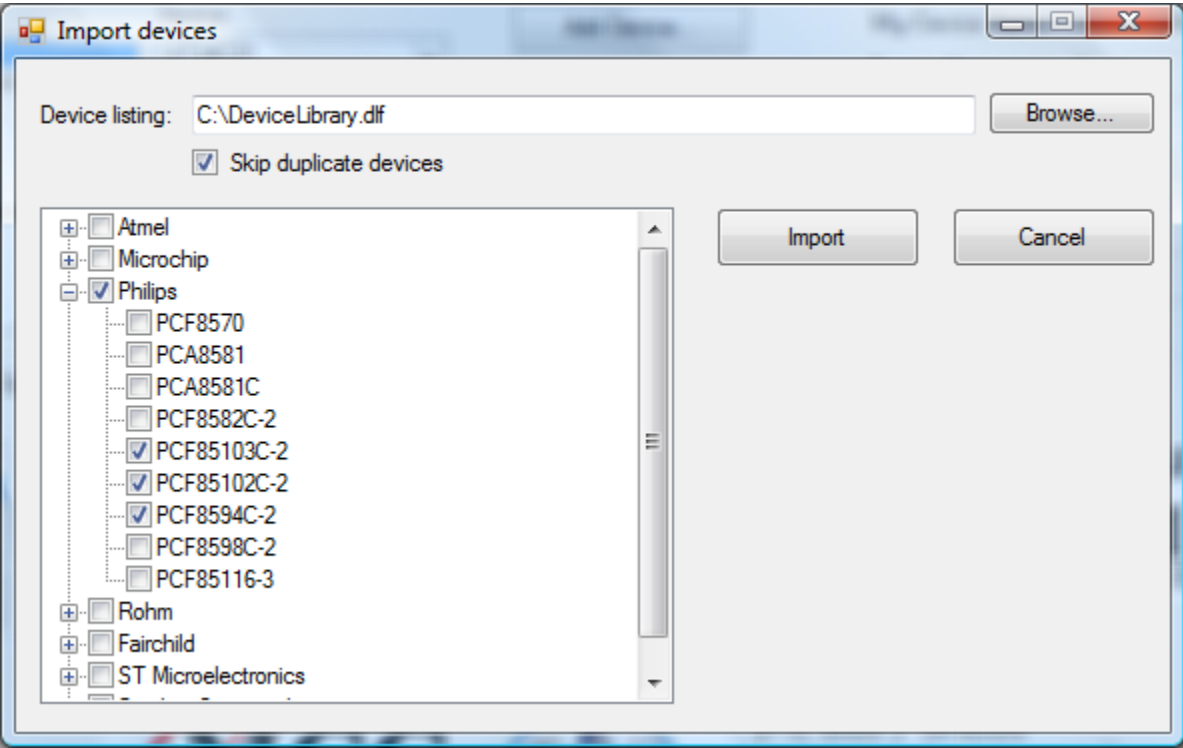 Import devices
Device listing: C:\DeviceLibrary.dlf Browse...
Skip duplicate devices
Atmel
Microchip
Philips
PCF8570
PCA8581
PCA8581C
PCF8582C-2
PCF85103C-2
PCF85102C-2
PCF8594C-2
PCF8598C-2
PCF85116-3
Rohm
Fairchild
ST Microelectronics
Import Cancel